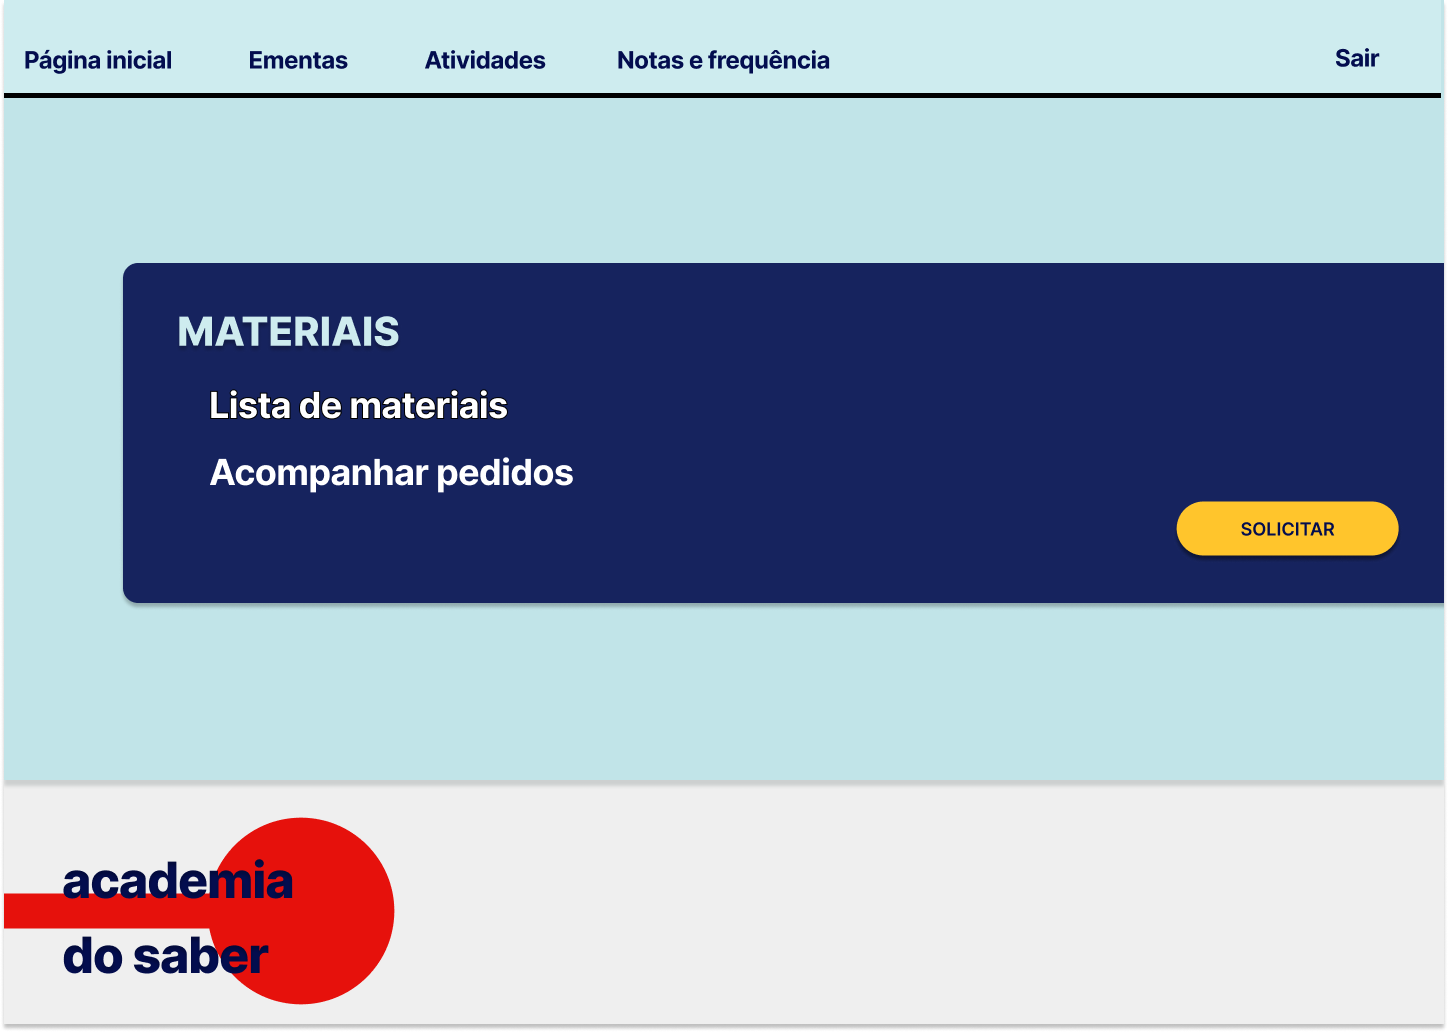 Página inicial Ementas Atividades Notas e frequência Sair
MATERIAIS
Lista de materiais
Acompanhar pedidos
SOLICITAR
academia
do saber